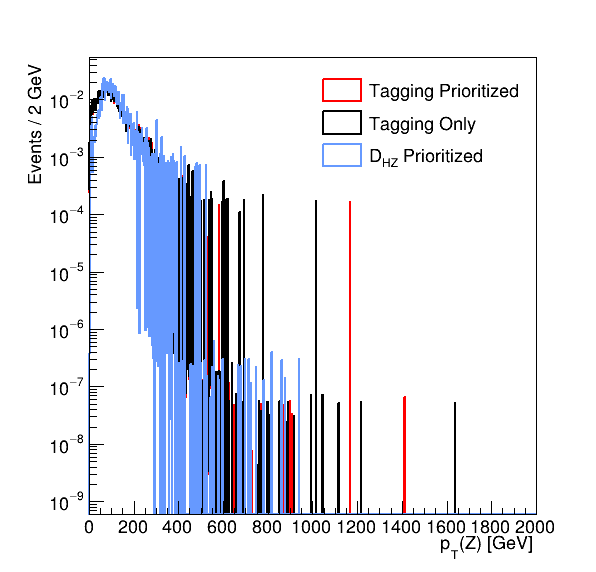 Events / 2 GeV
Tagging Prioritized
Tagging Only
D_HZ Prioritized
10^−2
10^−3
10^−4
10^−5
10^−6
10^−7
10^−8
10^−9
0 200 400 600 800 1000 1200 1400 1600 1800 2000
p_T(Z) [GeV]